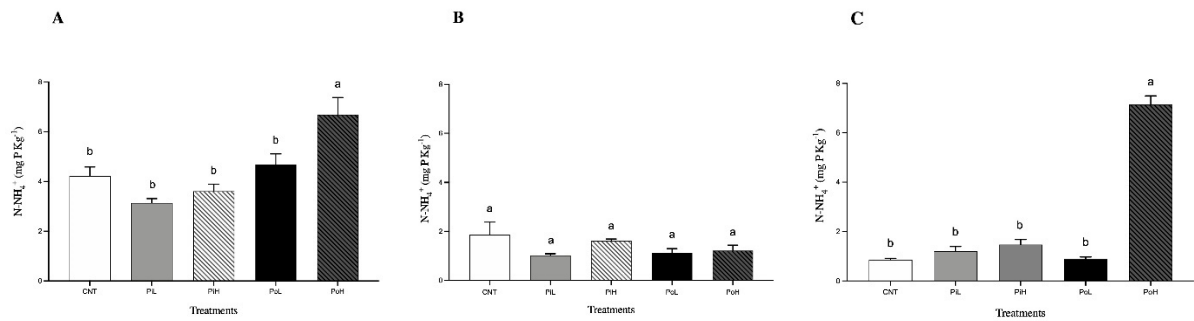 A
N-NH4+ (mg P Kg-1)
8
6
4
2
0
b
b
b
b
a
CNT
PiL
PiH
PoL
PoH
Treatments
B
N-NH4+ (mg P Kg-1)
8
6
4
2
0
a
a
a
a
a
CNT
PiL
PiH
PoL
PoH
Treatments
C
N-NH4+ (mg P Kg-1)
8
6
4
2
0
b
b
b
b
a
CNT
PiL
PiH
PoL
PoH
Treatments